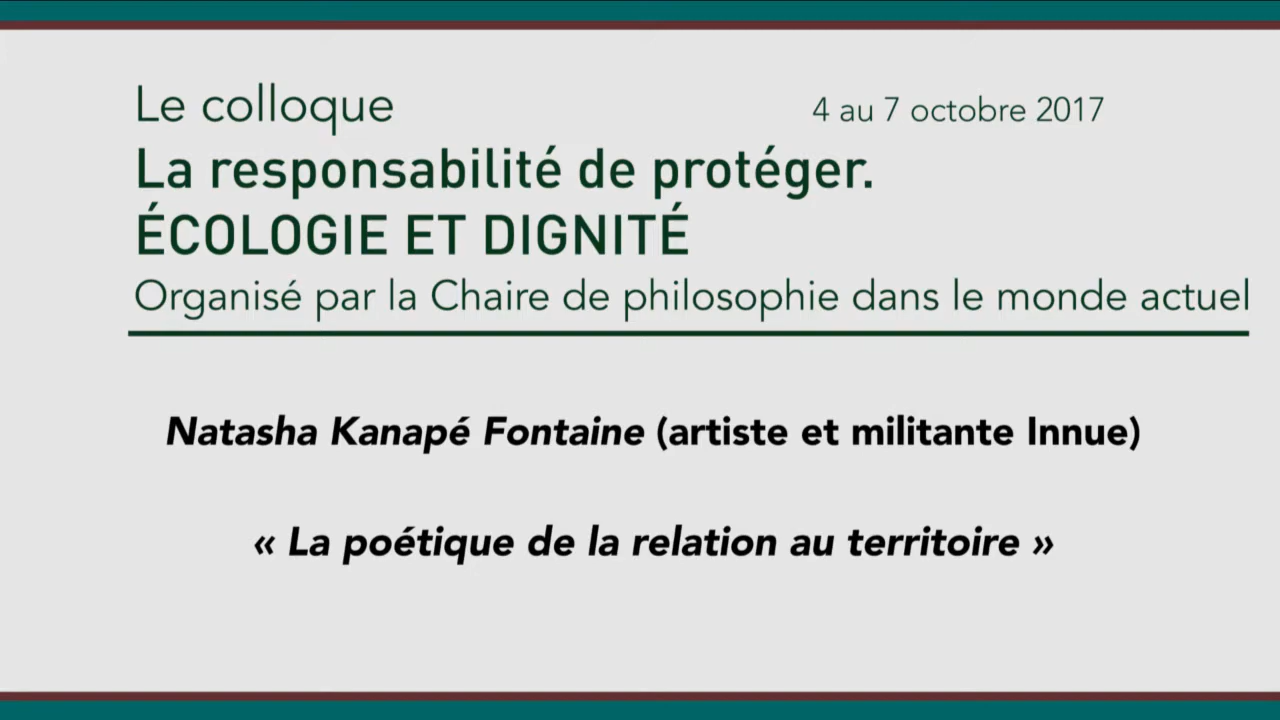 Le colloque 4 au 7 octobre 2017
La responsabilité de protéger.
ÉCOLOGIE ET DIGNITÉ
Organisé par la Chaire de philosophie dans le monde actuel
Natasha Kanapé Fontaine (artiste et militante Innue)
« La poétique de la relation au territoire »